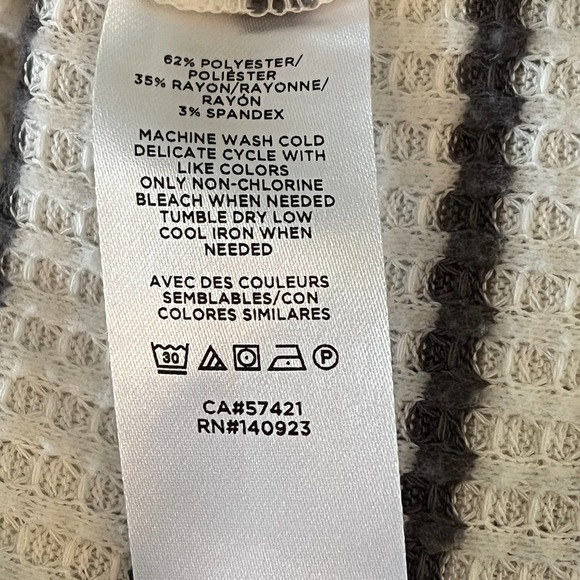 62% POLYESTER/
POLIÉSTER
35% RAYON/RAYONNE/
RAYÓN
3% SPANDEX
MACHINE WASH COLD
DELICATE CYCLE WITH
LIKE COLORS
ONLY NON-CHLORINE
BLEACH WHEN NEEDED
TUMBLE DRY LOW
COOL IRON WHEN
NEEDED
AVEC DES COULEURS
SEMBLABLES/CON
COLORES SIMILARES
30 P
CA#57421
RN#140923